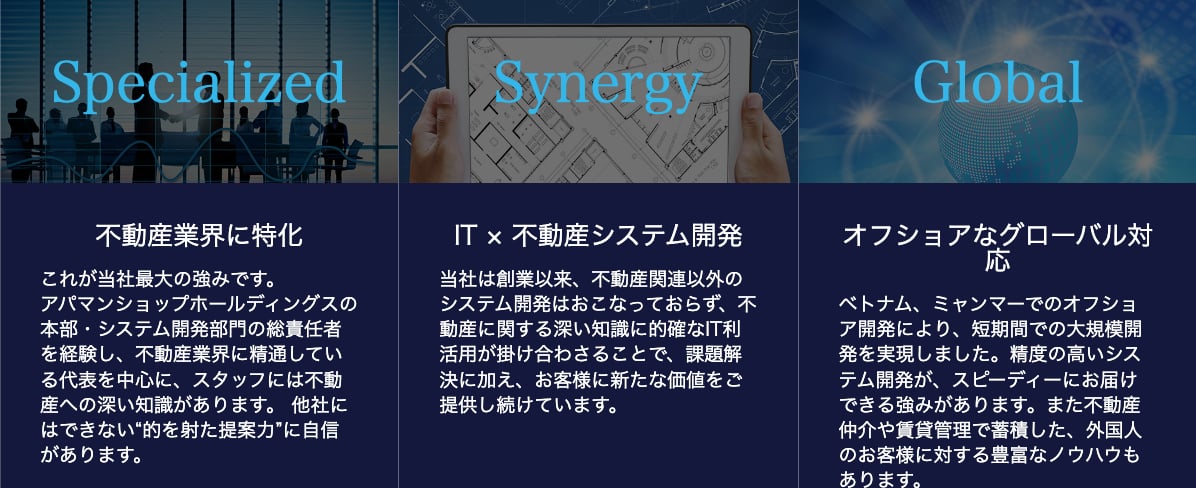 Specialized
不動産業界に特化
これが当社最大の強みです。
アパマンショップホールディングスの
本部・システム開発部門の総責任者
を経験し、不動産業界に精通してい
る代表を中心に、スタッフには不動
産への深い知識があります。 他社に
はできない“的を射た提案力”に自信
があります。
Synergy
IT × 不動産システム開発
当社は創業以来、不動産関連以外の
システム開発はおこなっておらず、不
動産に関する深い知識に的確なIT利
活用が掛け合わさることで、課題解
決に加え、お客様に新たな価値をご
提供し続けています。
Global
オフショアなグローバル対
応
ベトナム、ミャンマーでのオフショ
ア開発により、短期間での大規模開
発を実現しました。精度の高いシス
テム開発が、スピーディーにお届け
できる強みがあります。また不動産
仲介や賃貸管理で蓄積した、外国人
のお客様に対する豊富なノウハウも
あります。